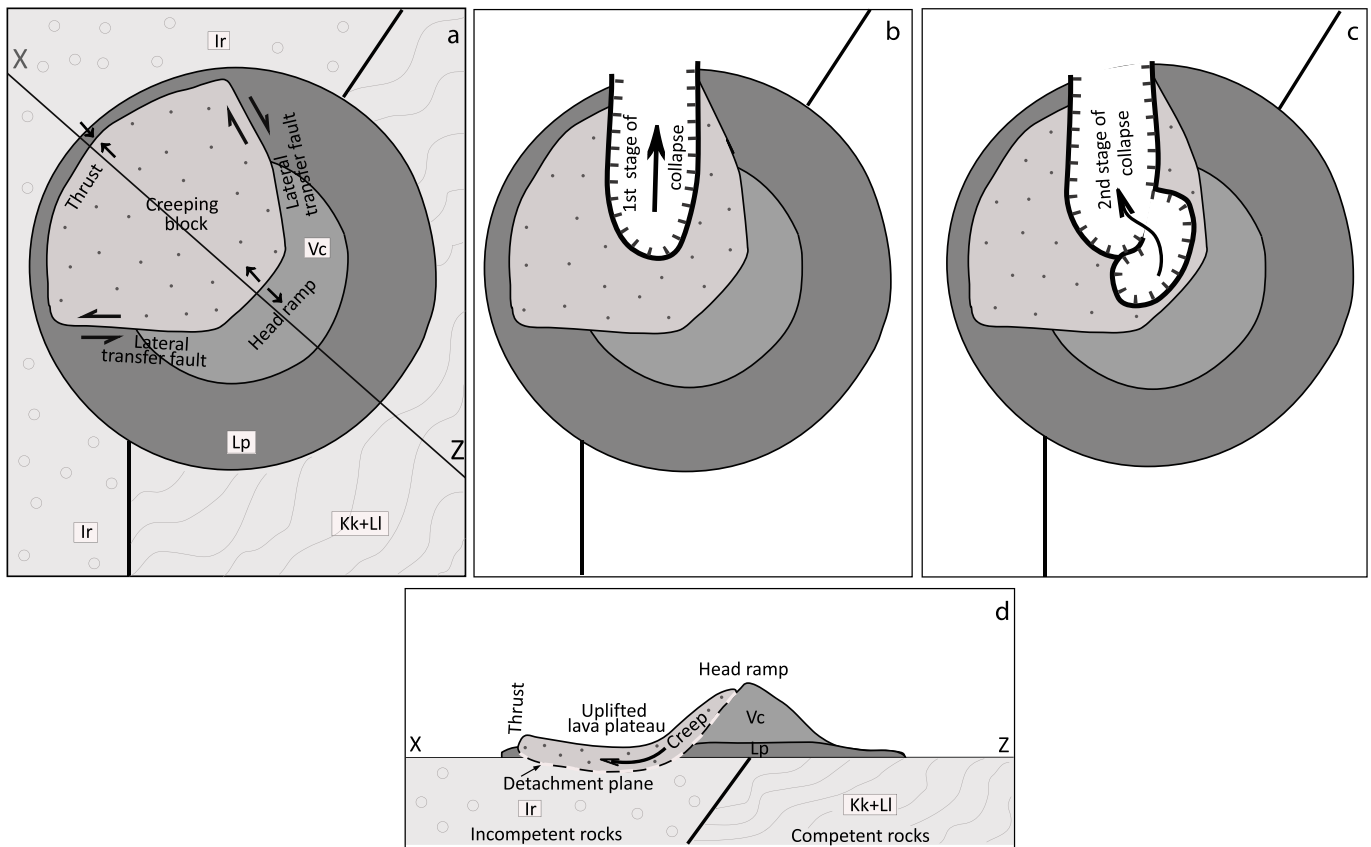 a
X
Ir
Thrust
Lateral
transfer fault
Creeping
block
Vc
Head ramp
Lateral
transfer fault
Lp
Z
Ir
Kk+Ll
b
1st stage of
collapse
c
2nd stage of
collapse
d
Head ramp
Thrust
Uplifted
lava plateau
Creep
Vc
X
Lp
Z
Detachment plane
Ir
Kk+Ll
Incompetent rocks
Competent rocks